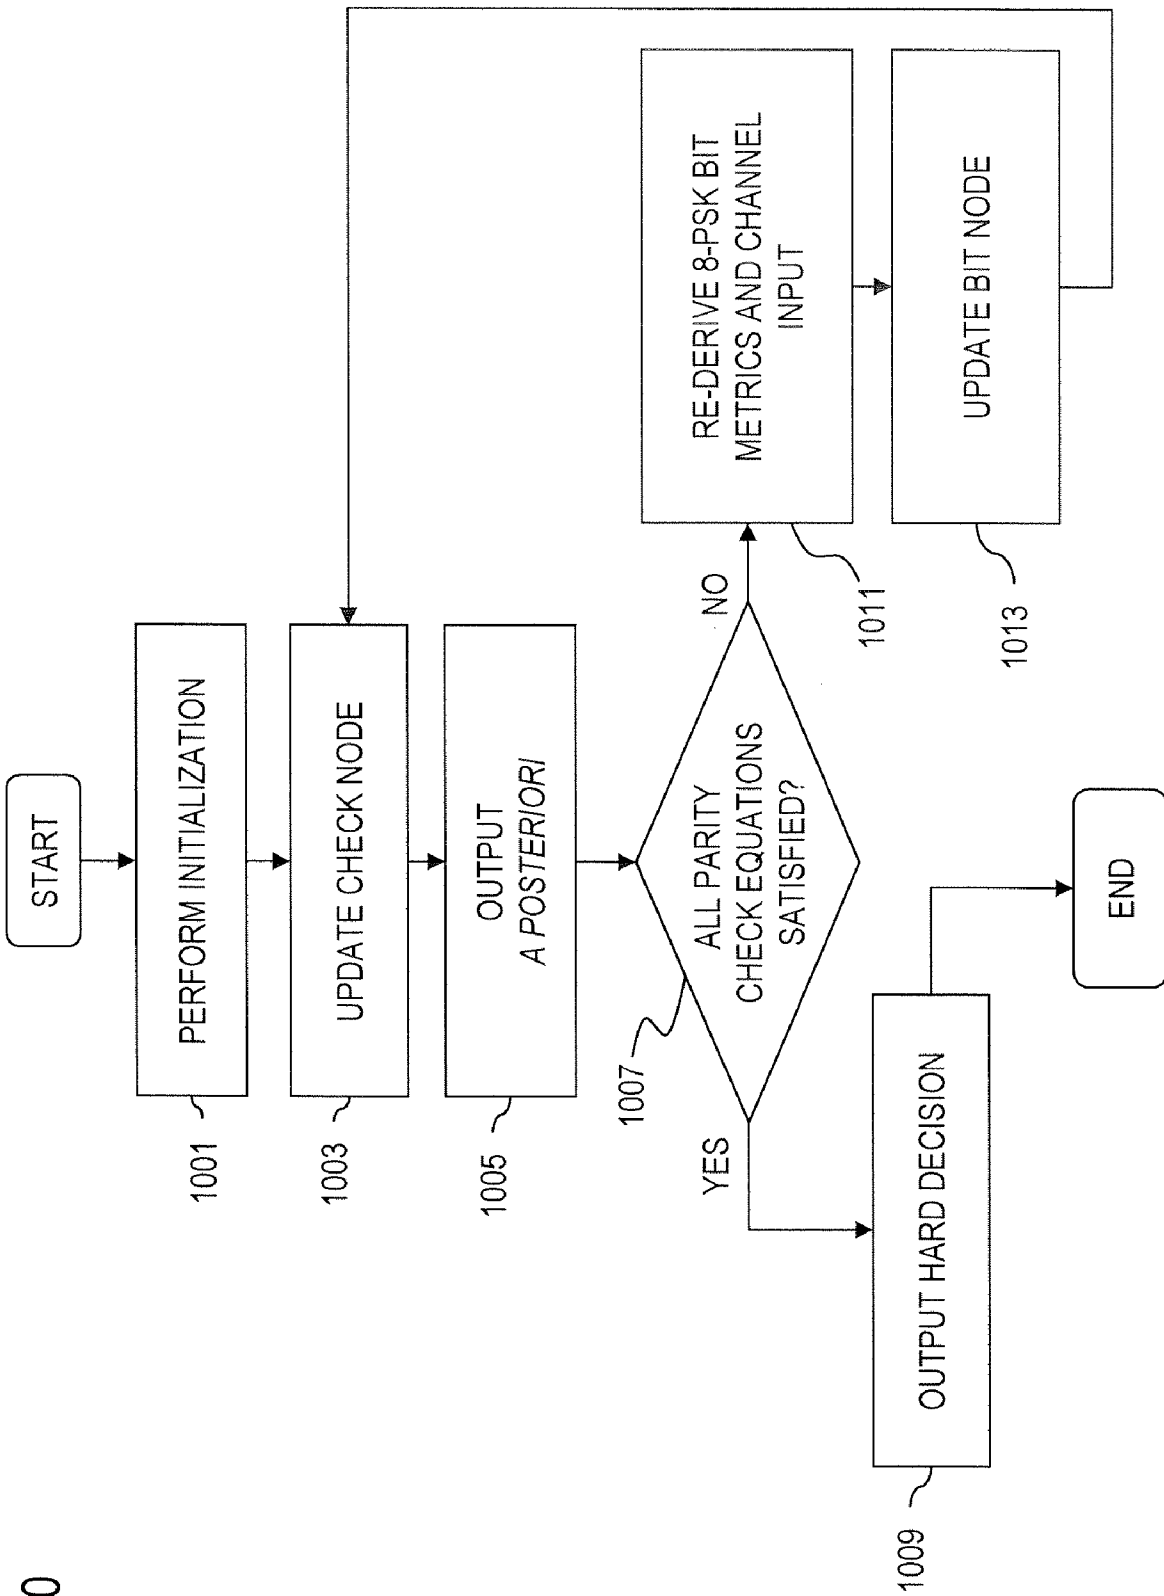 START
PERFORM INITIALIZATION
1001
UPDATE CHECK NODE
1003
OUTPUT
A POSTERIORI
1005
ALL PARITY
CHECK EQUATIONS
SATISFIED?
1007
YES
NO
RE-DERIVE 8-PSK BIT
METRICS AND CHANNEL
INPUT
1011
UPDATE BIT NODE
1013
OUTPUT HARD DECISION
1009
END
0